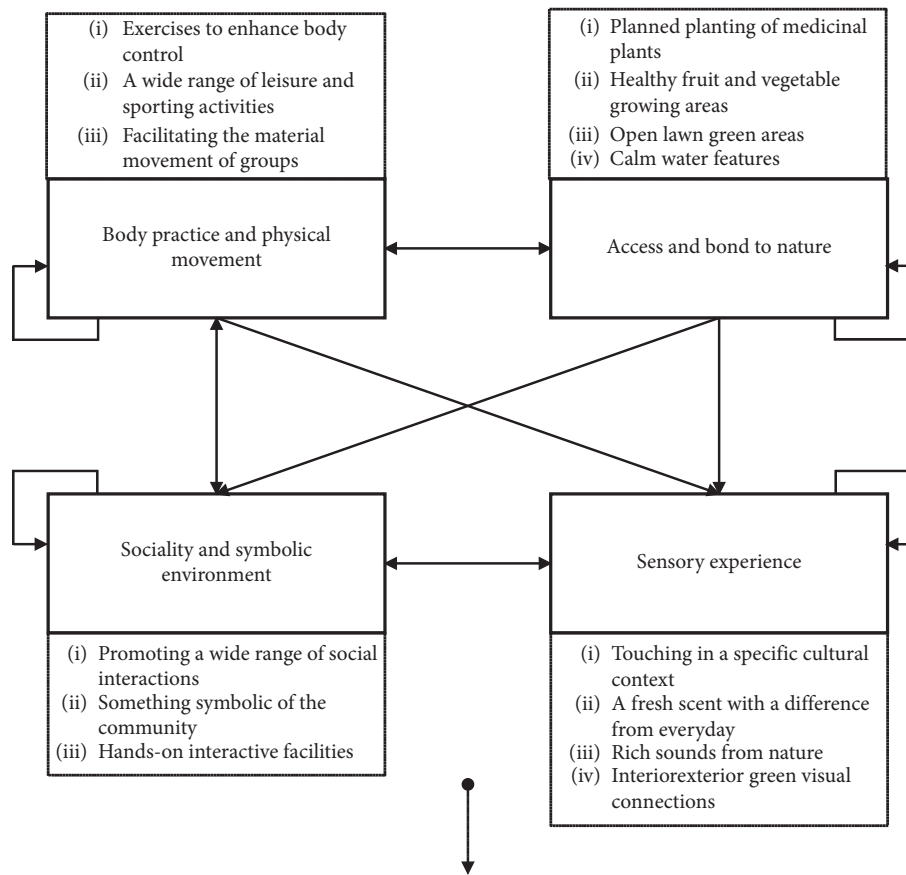 (i) Exercises to enhance body
control
(ii) A wide range of leisure and
sporting activities
(iii) Facilitating the material
movement of groups
Body practice and physical
movement
(i) Planned planting of medicinal
plants
(ii) Healthy fruit and vegetable
growing areas
(iii) Open lawn green areas
(iv) Calm water features
Access and bond to nature
Sociality and symbolic
environment
(i) Promoting a wide range of social
interactions
(ii) Something symbolic of the
community
(iii) Hands-on interactive facilities
Sensory experience
(i) Touching in a specific cultural
context
(ii) A fresh scent with a difference
from everyday
(iii) Rich sounds from nature
(iv) Interiorexterior green visual
connections